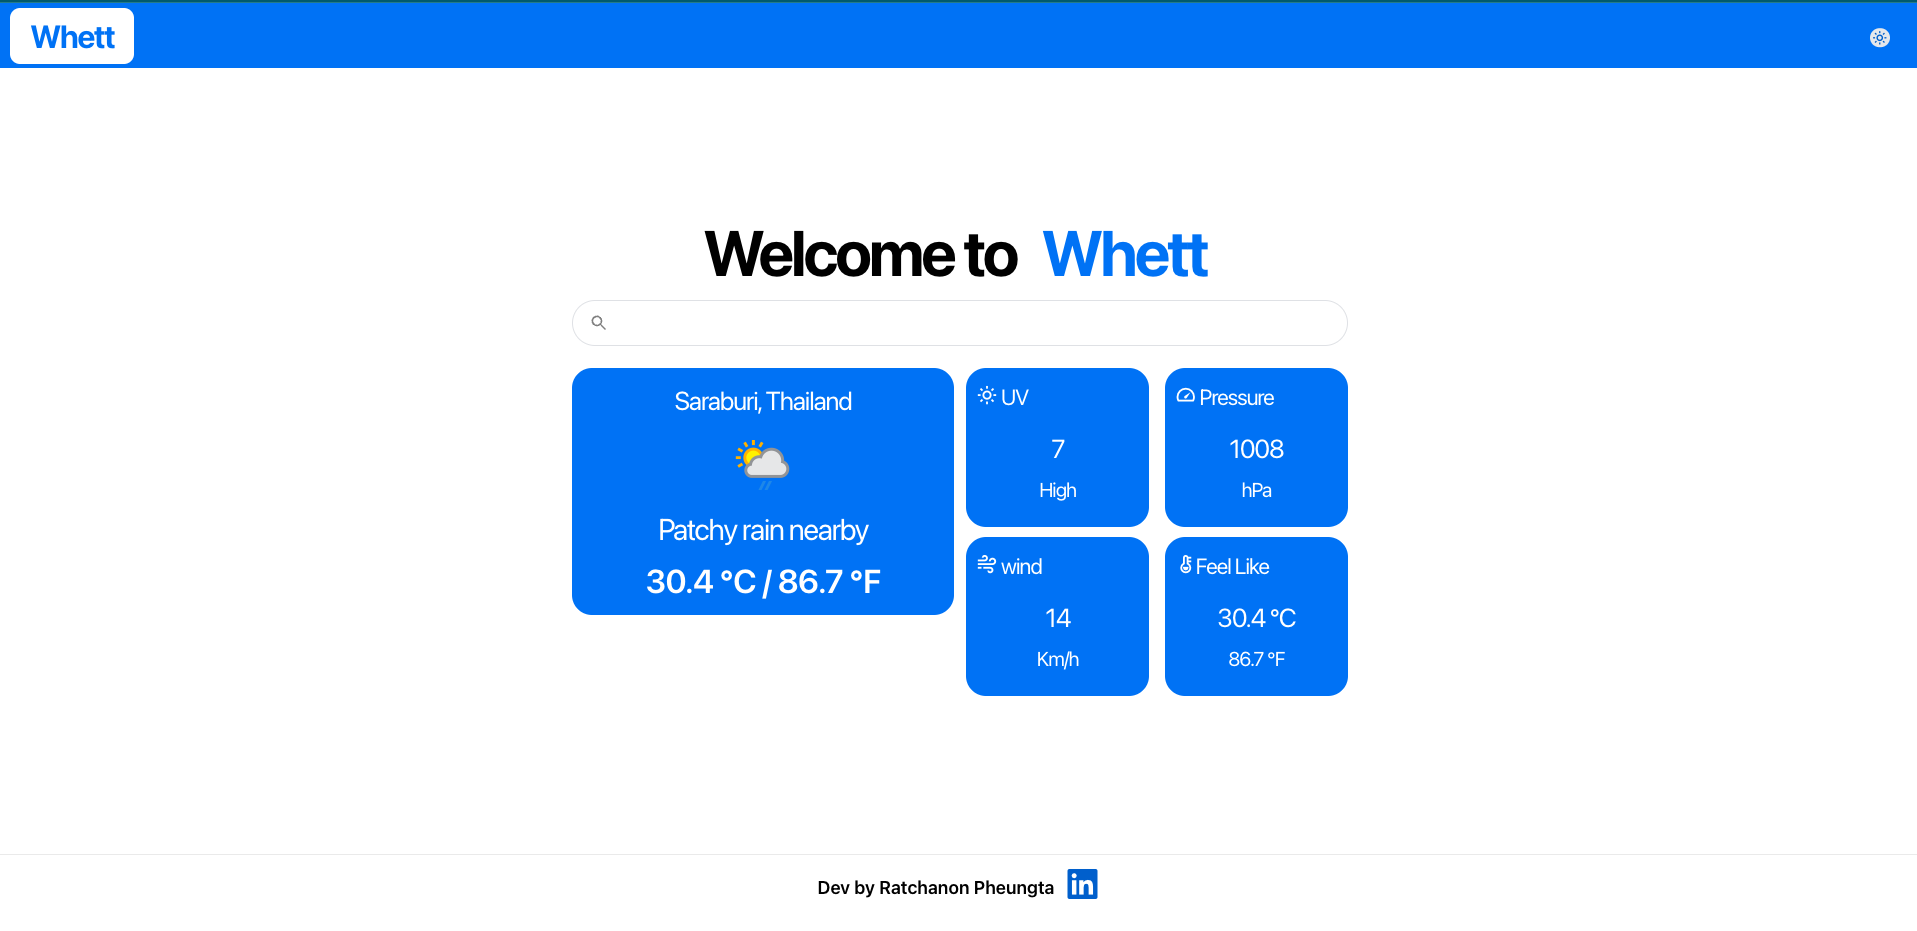 Whett
Welcome to Whett
Saraburi, Thailand
Patchy rain nearby
30.4 °C / 86.7 °F
UV
7
High
Pressure
1008
hPa
wind
14
Km/h
Feel Like
30.4 °C
86.7 °F
Dev by Ratchanon Pheungta
in